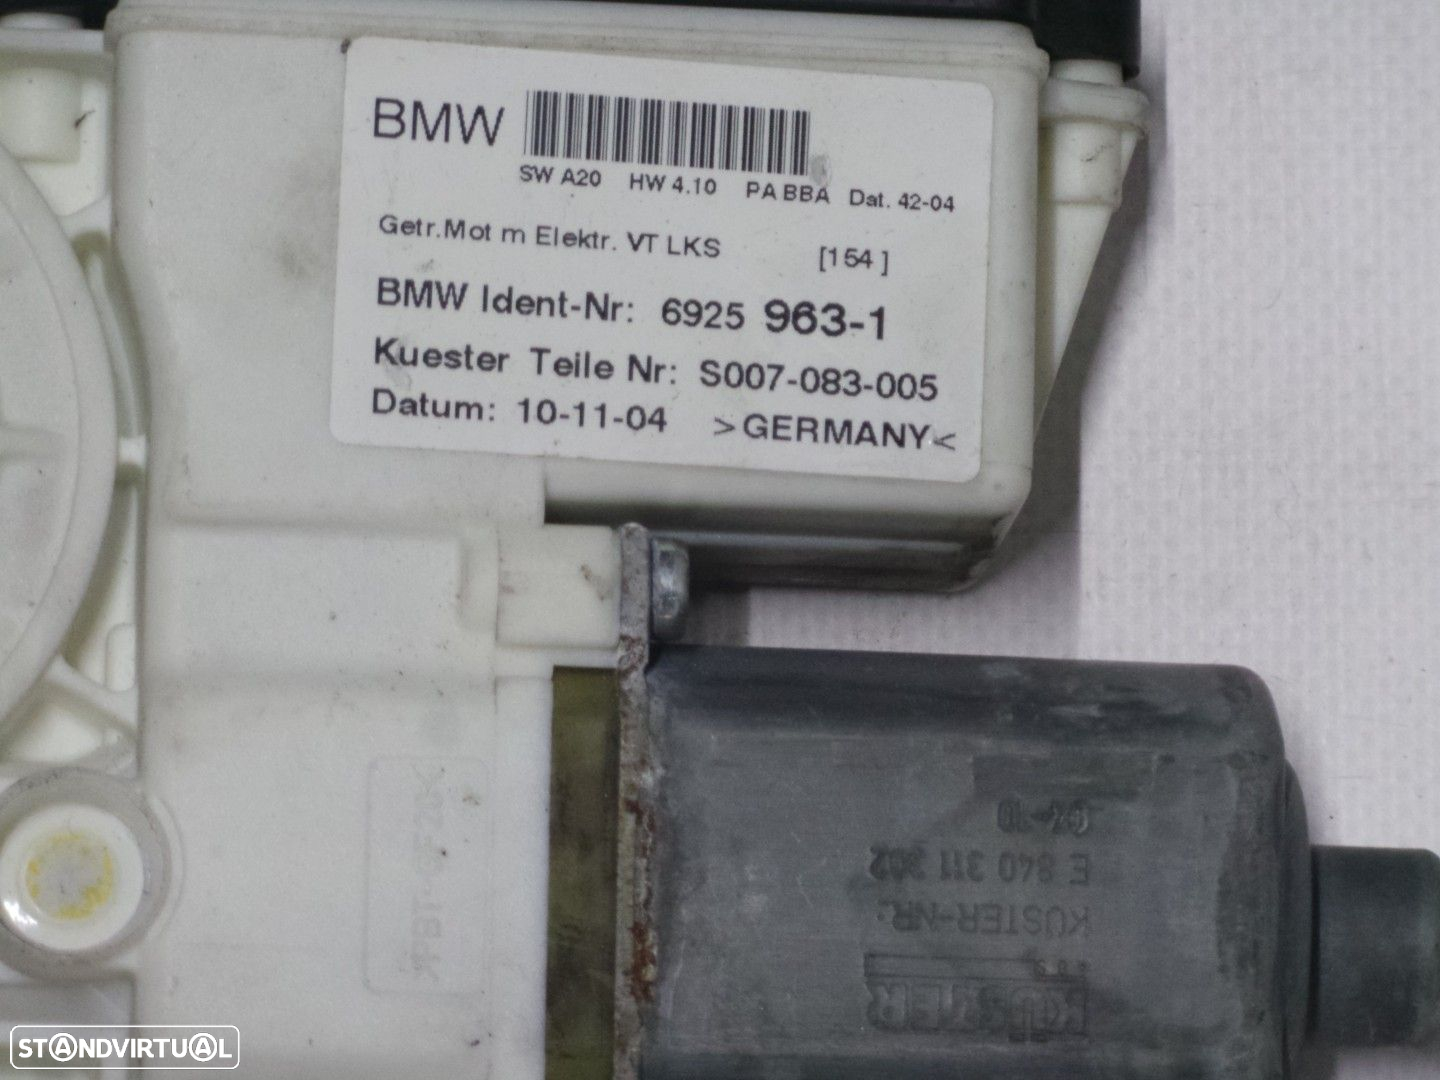 BMW
SW A20 HW 4.10 PA BBA Dat. 42-04
Getr.Mot m Elektr. VT LKS [154]
BMW Ident-Nr: 6925 963-1
Kuester Teile Nr: S007-083-005
Datum: 10-11-04 >GERMANY<
KÜSTER
KÜSTER-NR.:
E 840 311 202
04-10
STANDVIRTUAL